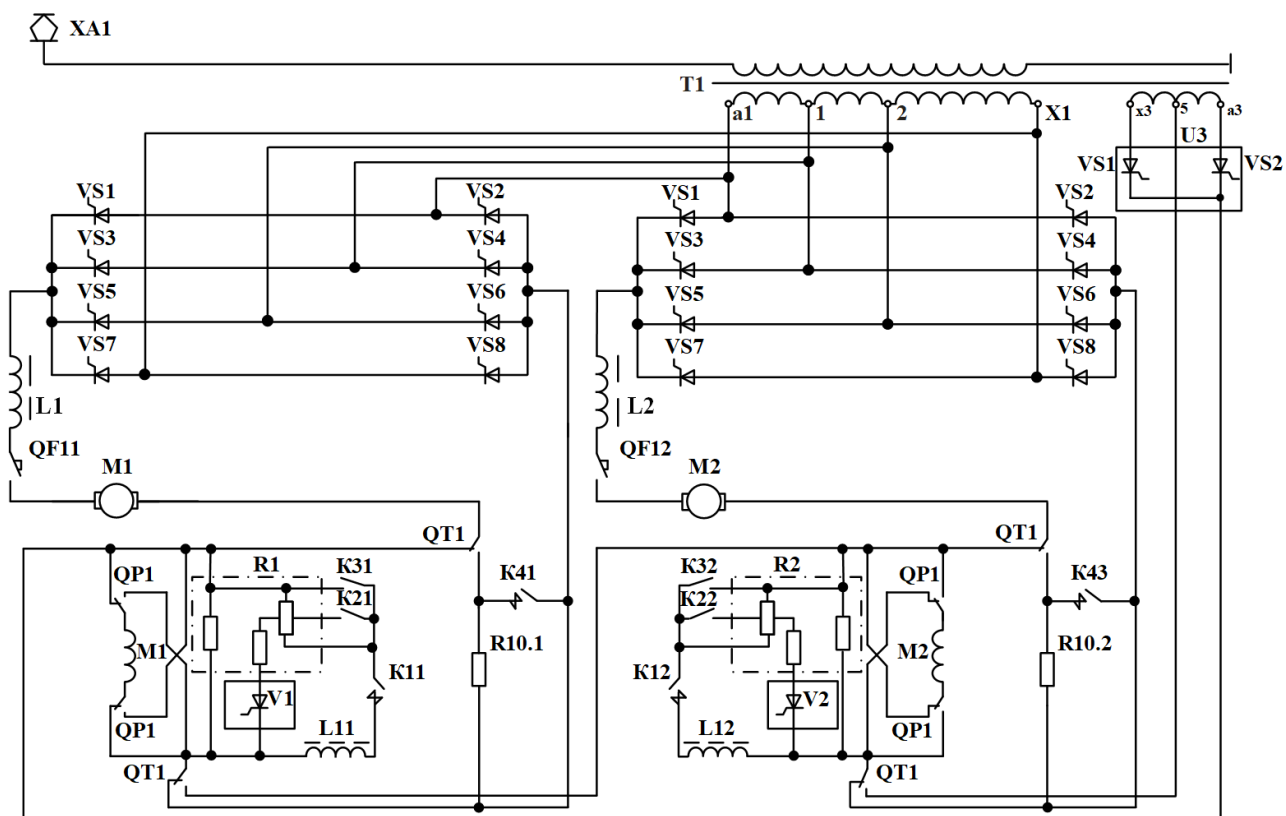 XA1
T1
a1 1 2 X1 x3 5 a3
U3
VS1 VS2
VS1 VS2 VS1 VS2
VS3 VS4 VS3 VS4
VS5 VS6 VS5 VS6
VS7 VS8 VS7 VS8
L1 L2
QF11 QF12
M1 M2
QT1 QT1
QP1 R1 K31 K32 R2 QP1
K41 K43
K21 K22
M1 R10.1 M2 R10.2
K11 K12
V1 V2
QP1 L11 L12 QP1
QT1 QT1